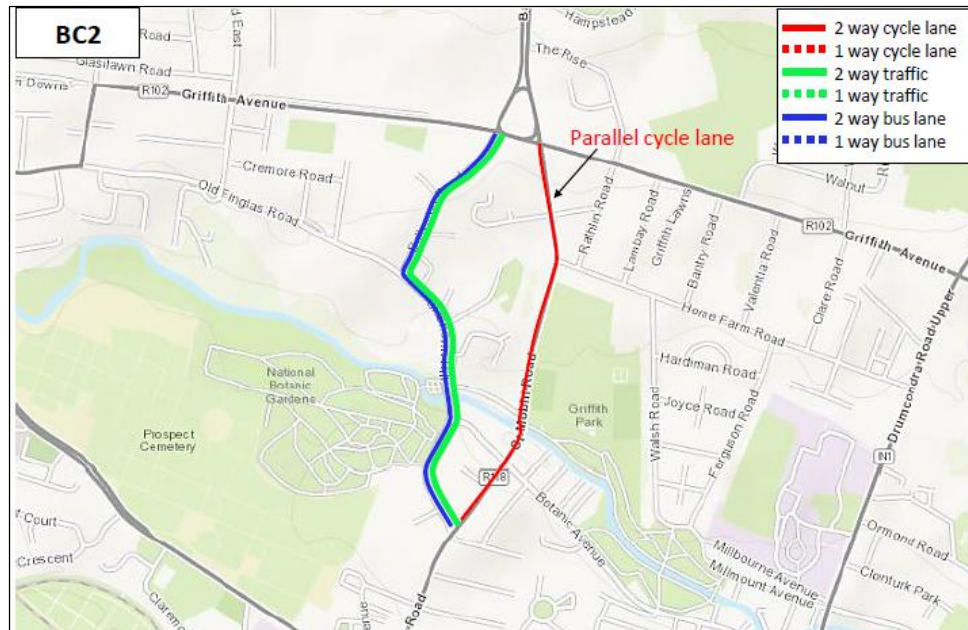 BC2
2 way cycle lane
1 way cycle lane
2 way traffic
1 way traffic
2 way bus lane
1 way bus lane
Parallel cycle lane
Hampstead
The Rise
Glasilawn Road
Downs
R102
Griffith Avenue
Cremore Road
Old Finglas Road
Walnut
Rathlin Road
Lambay Road
Griffith Lawns
Bantry Road
Valentia Road
R102
Griffith Avenue
Clare Road
Home Farm Road
Drumcondra Road Upper
Hardiman Road
National
Botanic
Gardens
Prospect
Cemetery
Mobhi Road
Griffith
Park
Walsh Road
Joyce Road
Ferguson Road
IN1
Botanic Avenue
Millbourne Avenue
Millmount Avenue
Ormond Road
Clonturk Park
Court
Crescent
Road